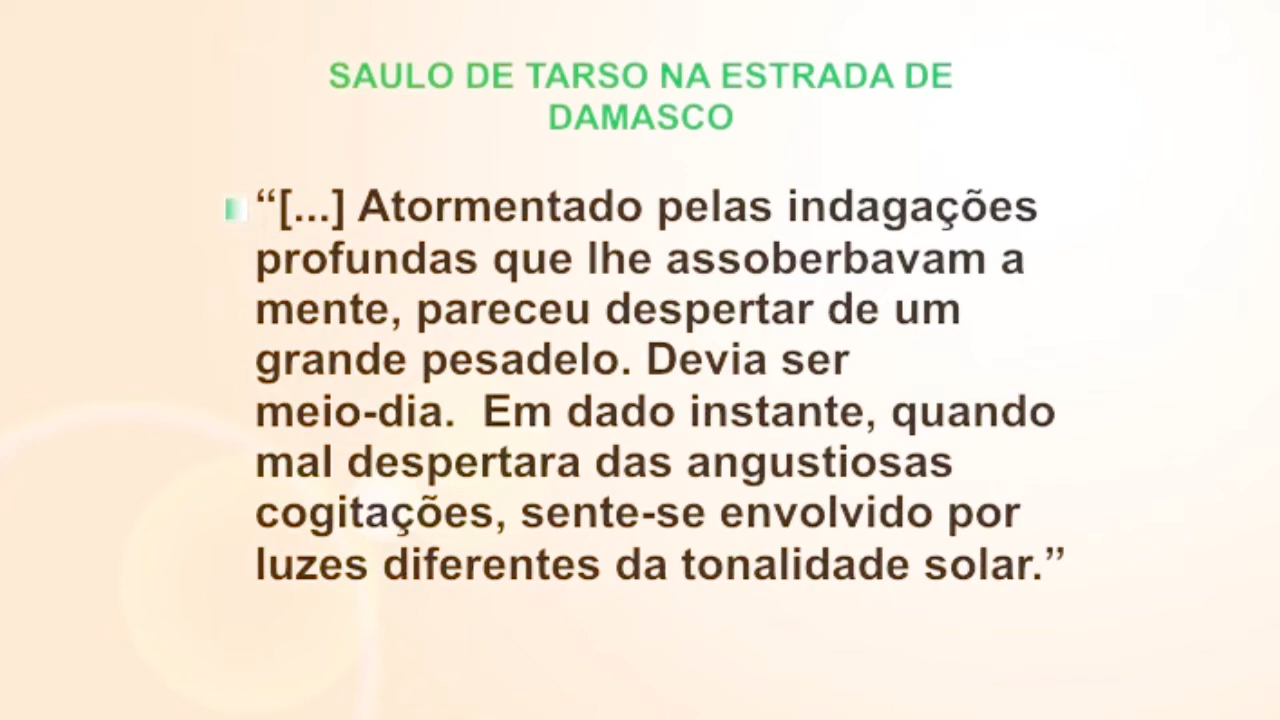 SAULO DE TARSO NA ESTRADA DE
DAMASCO
“[...] Atormentado pelas indagações
profundas que lhe assoberbavam a
mente, pareceu despertar de um
grande pesadelo. Devia ser
meio-dia.  Em dado instante, quando
mal despertara das angustiosas
cogitações, sente-se envolvido por
luzes diferentes da tonalidade solar.”